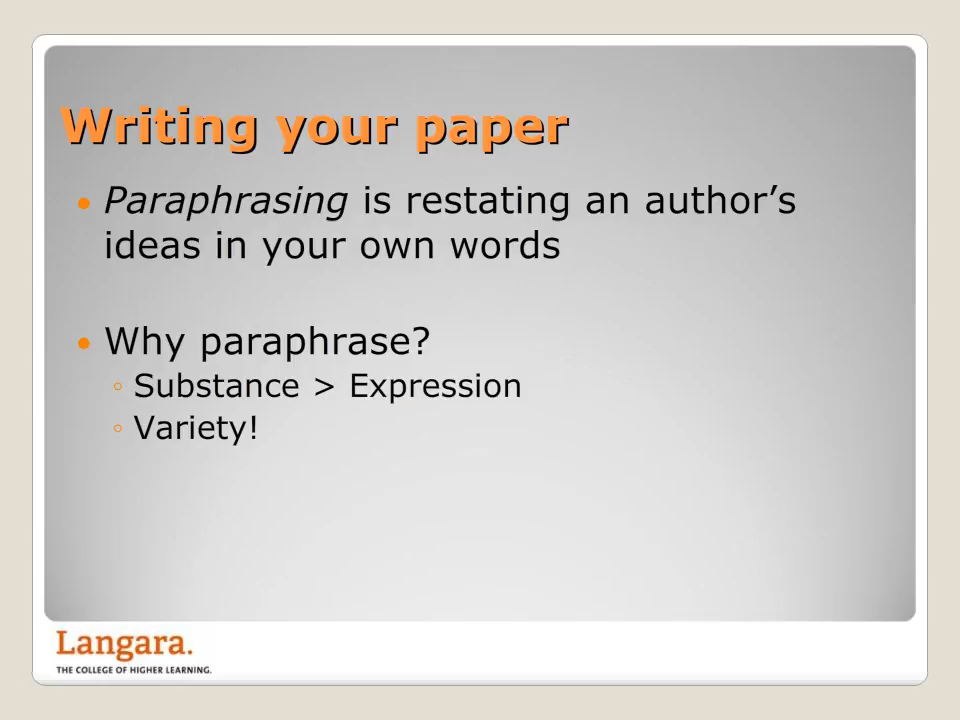 Writing your paper
• Paraphrasing is restating an author’s
ideas in your own words
• Why paraphrase?
◦ Substance > Expression
◦ Variety!
Langara.
THE COLLEGE OF HIGHER LEARNING.